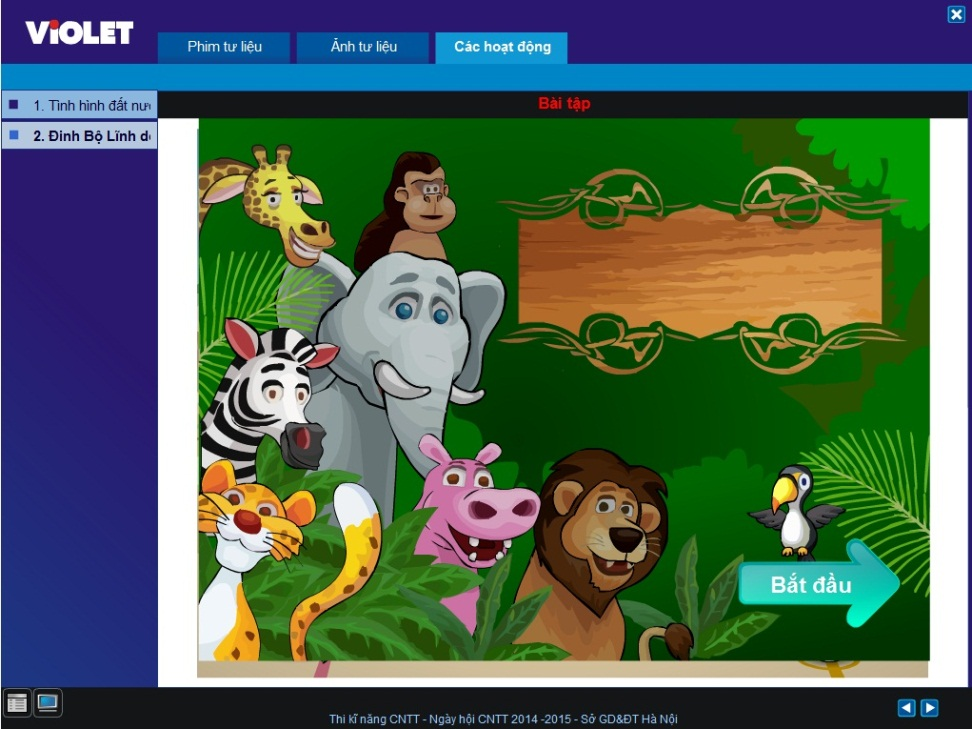 ViOLET
Phim tư liệu
Ảnh tư liệu
Các hoạt động
1. Tình hình đất nư
2. Đinh Bộ Lĩnh d
Bài tập
Bắt đầu
Thi kĩ năng CNTT - Ngày hội CNTT 2014 -2015 - Sở GD&ĐT Hà Nội